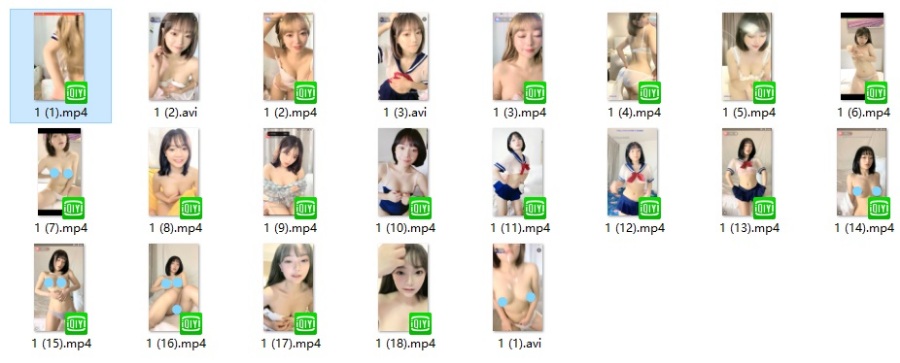 1 (1).mp4
1 (2).avi
1 (2).mp4
1 (3).avi
1 (3).mp4
1 (4).mp4
1 (5).mp4
1 (6).mp4
1 (7).mp4
1 (8).mp4
1 (9).mp4
1 (10).mp4
1 (11).mp4
1 (12).mp4
1 (13).mp4
1 (14).mp4
1 (15).mp4
1 (16).mp4
1 (17).mp4
1 (18).mp4
1 (1).avi